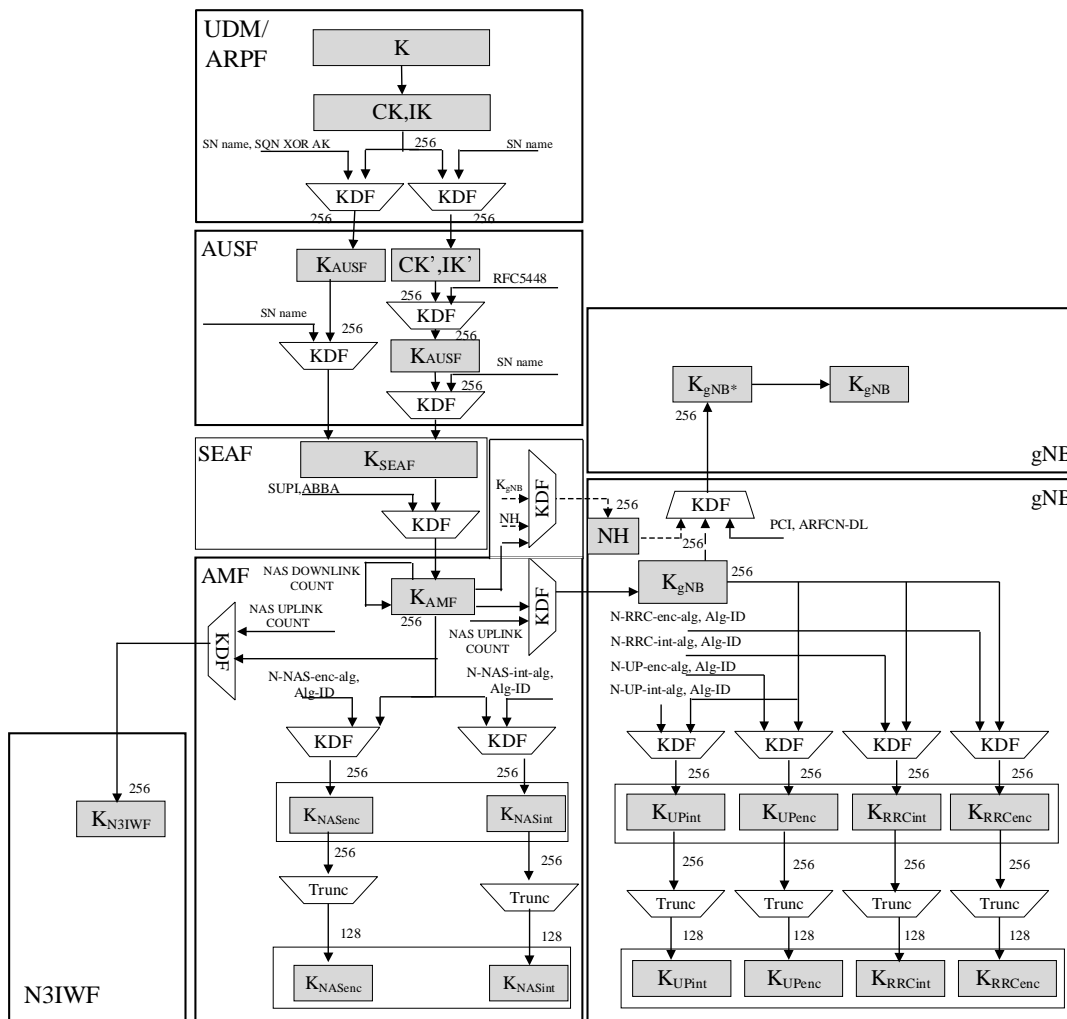 UDM/
ARPF
K
CK,IK
SN name, SQN XOR AK
256
SN name
KDF
KDF
256
256
AUSF
KAUSF
CK',IK'
RFC5448
256
KDF
SN name
256
256
KDF
KAUSF
SN name
256
KDF
KgNB*
KgNB
256
gNB
SEAF
KSEAF
SUPI,ABBA
KDF
KgNB
NH
KDF
256
NH
gNB
KDF
PCI, ARFCN-DL
256
AMF
NAS DOWNLINK
COUNT
KAMF
256
KDF
NAS UPLINK
COUNT
KgNB
256
NAS UPLINK
COUNT
KDF
N-RRC-enc-alg, Alg-ID
N-RRC-int-alg, Alg-ID
N-UP-enc-alg, Alg-ID
N-UP-int-alg, Alg-ID
N-NAS-enc-alg,
Alg-ID
N-NAS-int-alg,
Alg-ID
KDF
KDF
KDF
KDF
KDF
KDF
256
256
256
256
256
256
256
KN3IWF
KNASenc
KNASint
KUPint
KUPenc
KRRCint
KRRCenc
256
256
256
256
256
256
Trunc
Trunc
Trunc
Trunc
Trunc
Trunc
128
128
128
128
128
128
KNASenc
KNASint
KUPint
KUPenc
KRRCint
KRRCenc
N3IWF